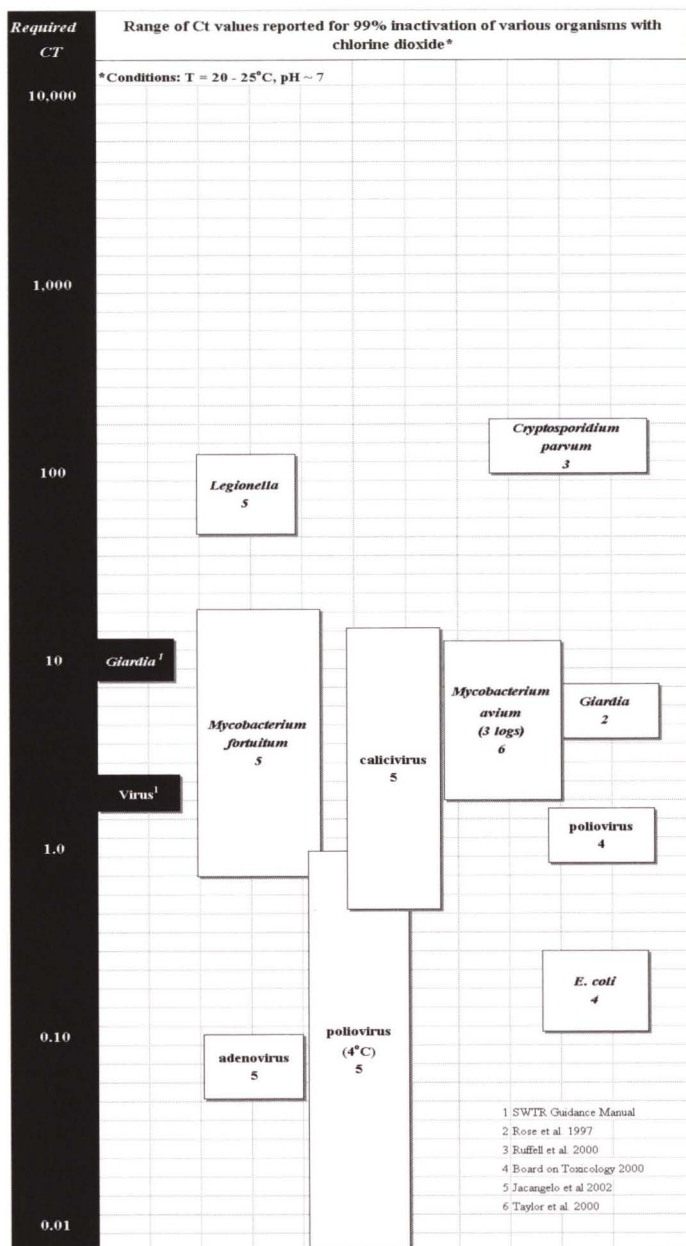 Required
CT
Range of Ct values reported for 99% inactivation of various organisms with
chlorine dioxide*
*Conditions: T = 20 - 25°C, pH ~ 7
10,000
1,000
Cryptosporidium
parvum
3
100
Legionella
5
10
Giardia 1
Mycobacterium
fortuitum
5
calicivirus
5
Mycobacterium
avium
(3 logs)
6
Giardia
2
Virus1
poliovirus
4
1.0
E. coli
4
0.10
adenovirus
5
poliovirus
(4°C)
5
1 SWTR Guidance Manual
2 Rose et al. 1997
3 Ruffell et al. 2000
4 Board on Toxicology 2000
5 Jacangelo et al 2002
6 Taylor et al. 2000
0.01